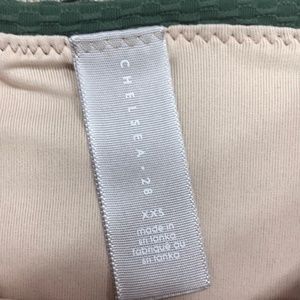 CHELSEA - 28
XXS
made in
sri lanka
fabriqué au
sri lanka